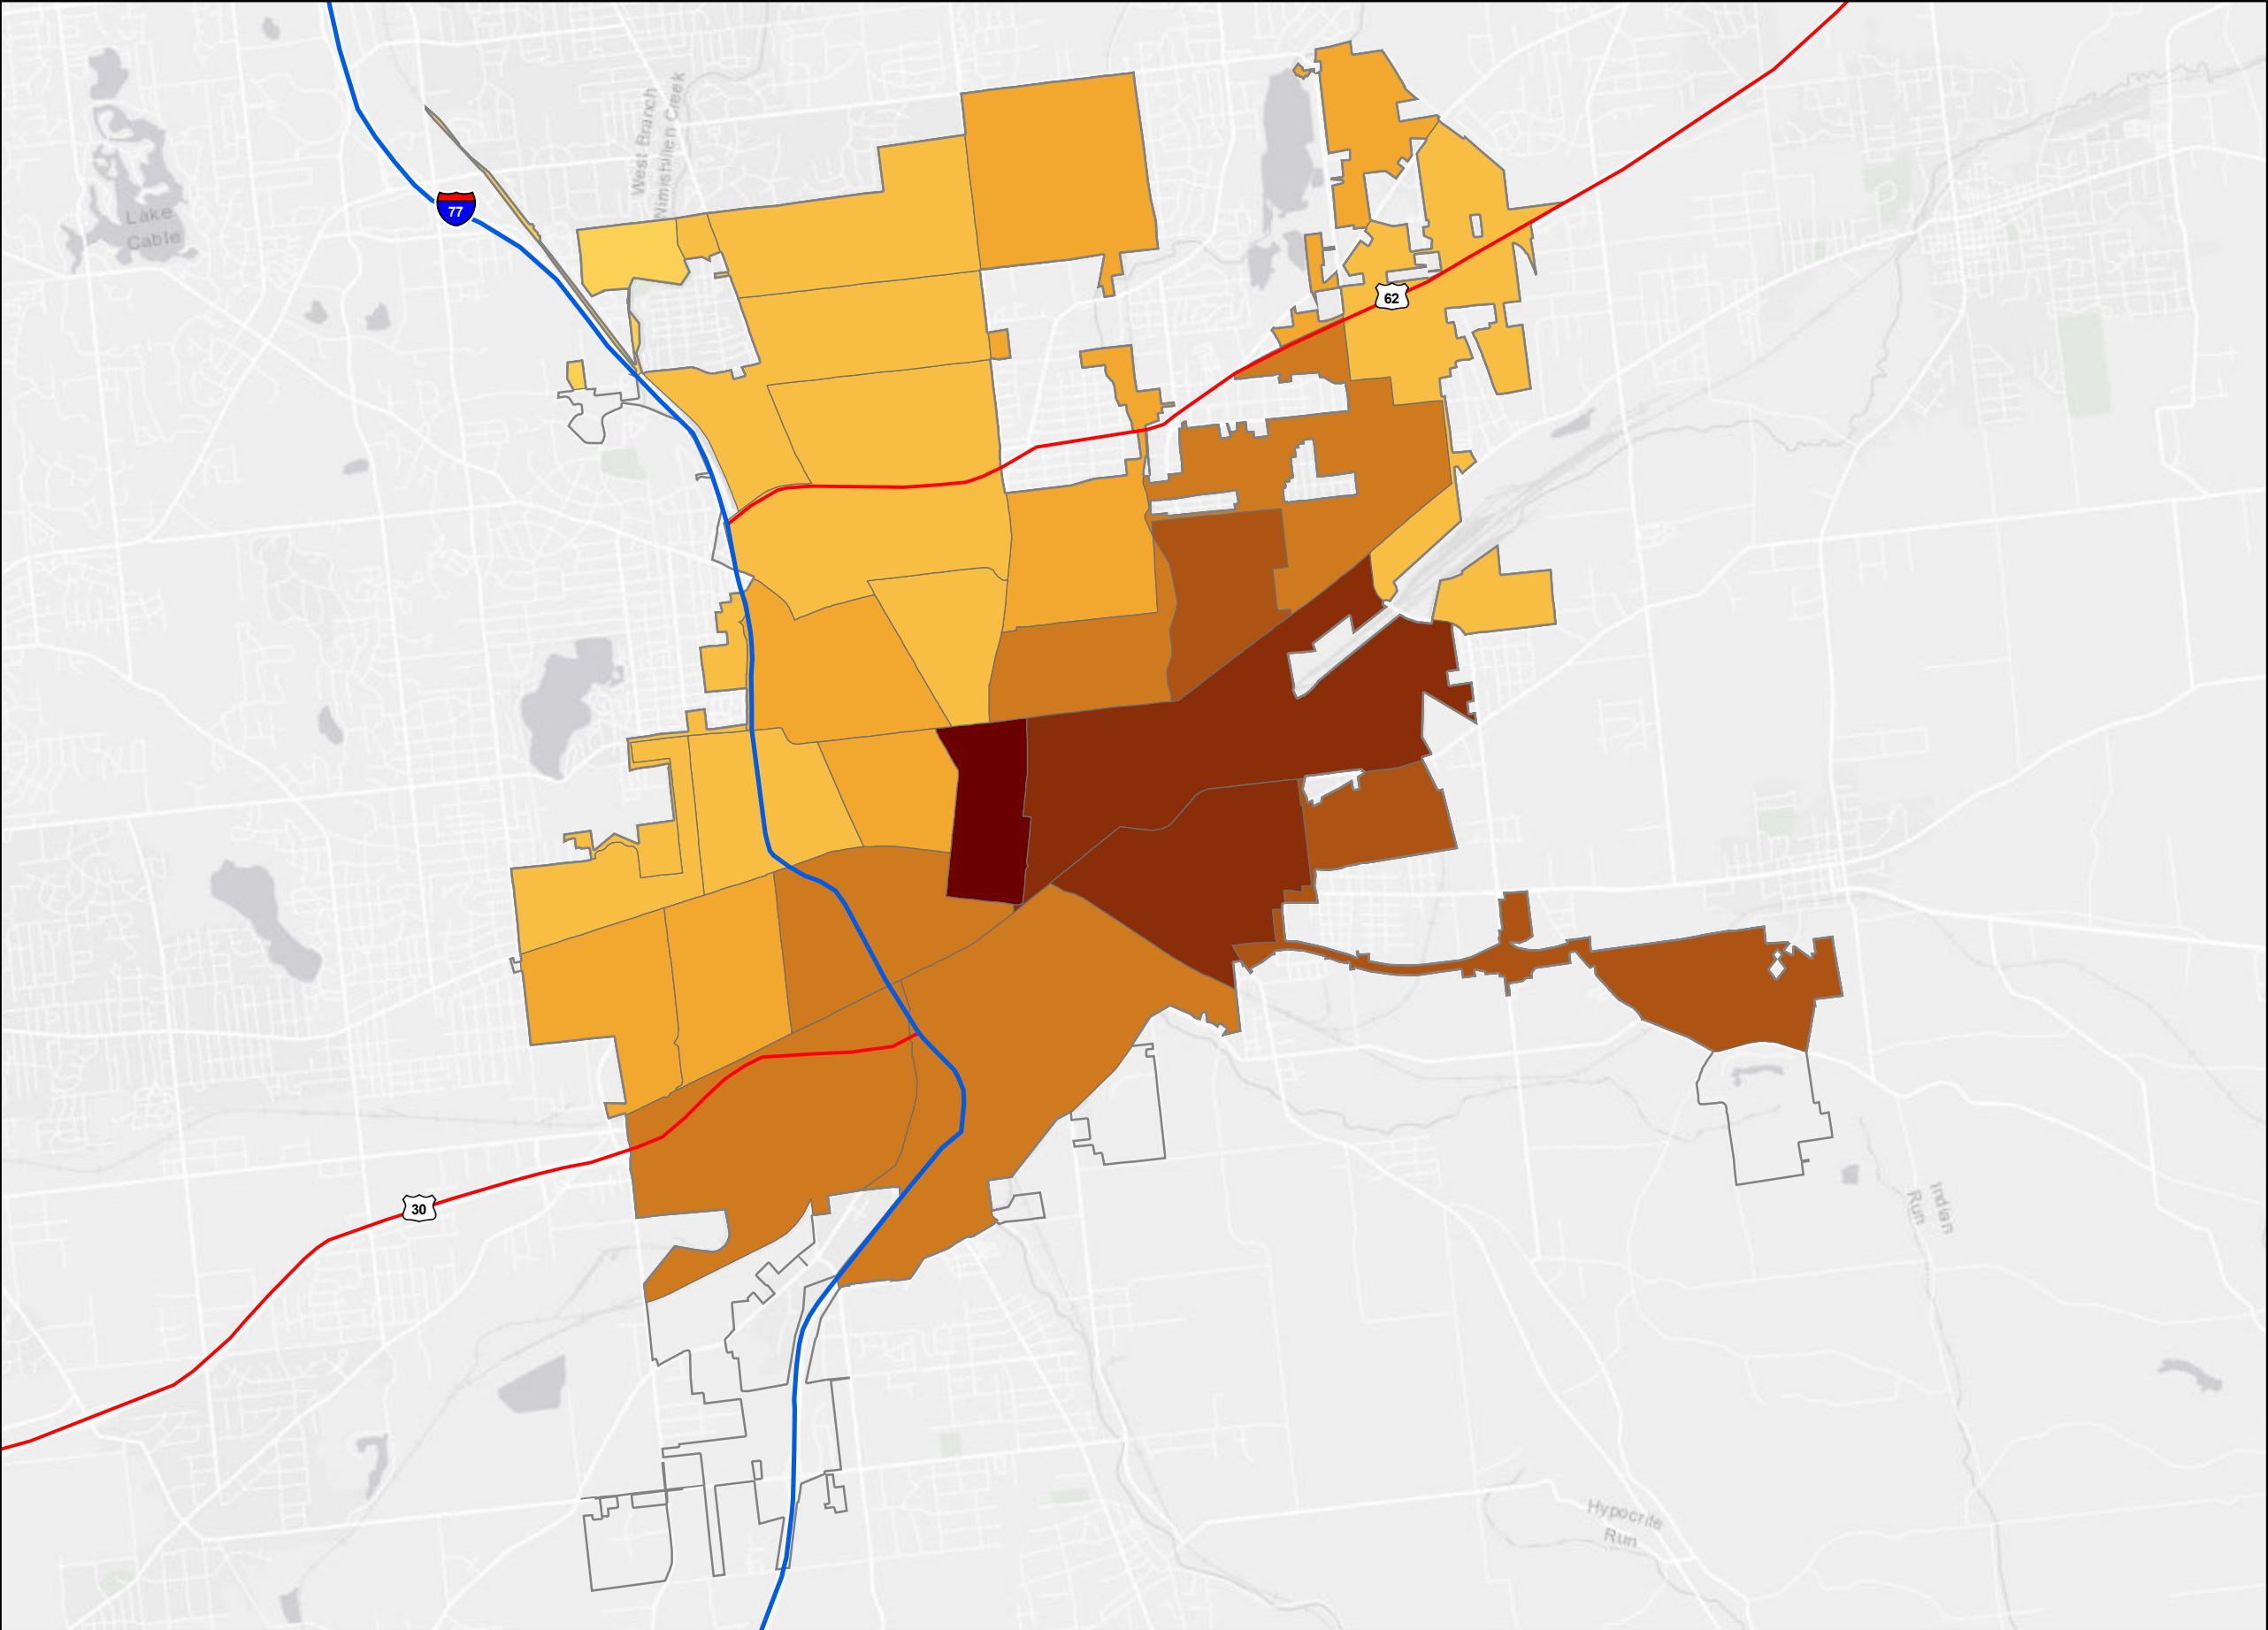 West Branch
Nimishillen Creek
Lake
Cable
77
62
30
Indian
Run
Hypocrite
Run